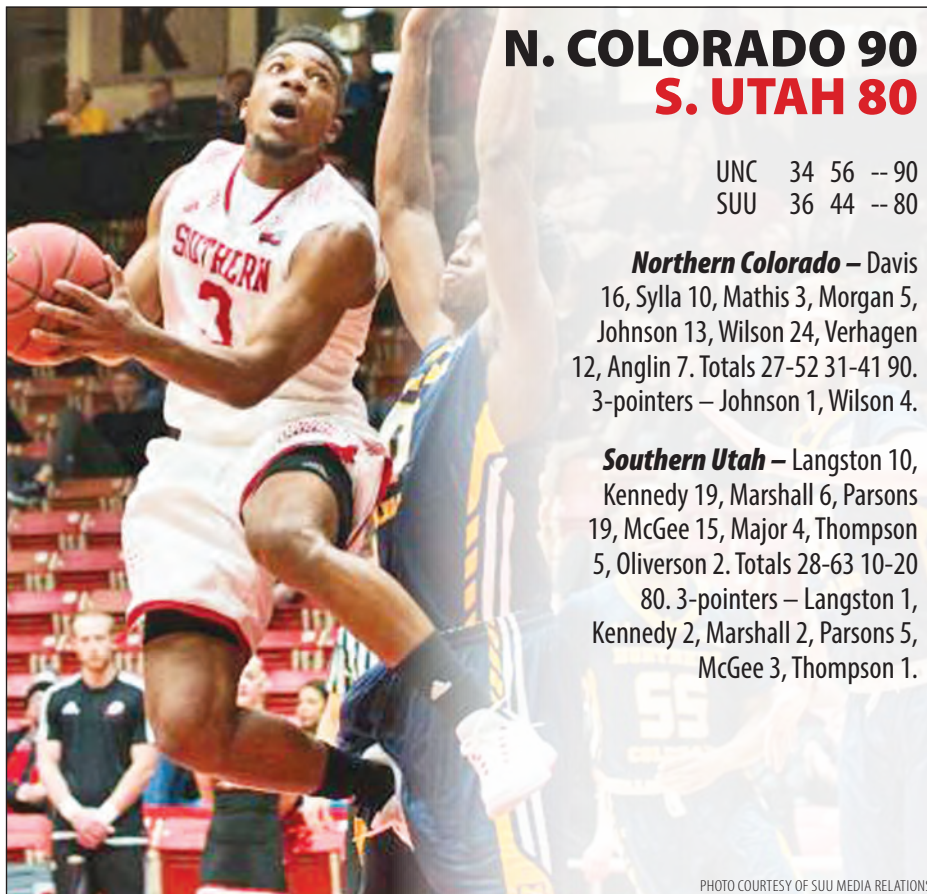 N. COLORADO 90
S. UTAH 80
UNC 34 56 -- 90
SUU 36 44 -- 80
Northern Colorado – Davis
16, Sylla 10, Mathis 3, Morgan 5,
Johnson 13, Wilson 24, Verhagen
12, Anglin 7. Totals 27-52 31-41 90.
3-pointers – Johnson 1, Wilson 4.
Southern Utah – Langston 10,
Kennedy 19, Marshall 6, Parsons
19, McGee 15, Major 4, Thompson
5, Oliverson 2. Totals 28-63 10-20
80. 3-pointers – Langston 1,
Kennedy 2, Marshall 2, Parsons 5,
McGee 3, Thompson 1.
SOUTHERN
3
55
PHOTO COURTESY OF SUU MEDIA RELATIONS